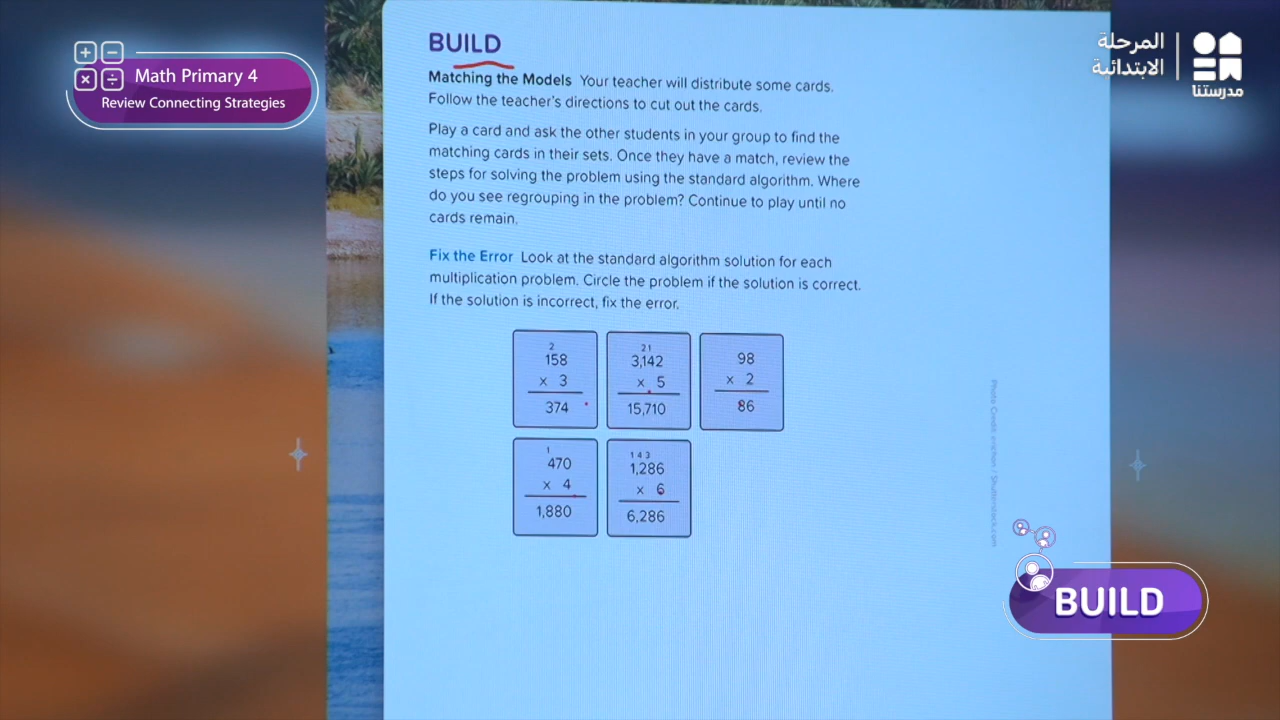 Math Primary 4
Review Connecting Strategies
المرحلة
الابتدائية
مدرستنا
BUILD
Matching the Models Your teacher will distribute some cards.
Follow the teacher's directions to cut out the cards.
Play a card and ask the other students in your group to find the
matching cards in their sets. Once they have a match, review the
steps for solving the problem using the standard algorithm. Where
do you see regrouping in the problem? Continue to play until no
cards remain.
Fix the Error Look at the standard algorithm solution for each
multiplication problem. Circle the problem if the solution is correct.
If the solution is incorrect, fix the error.
2
158
x 3
374
21
3,142
x 5
15,710
98
x 2
86
1
470
x 4
1,880
1 4 3
1,286
x 6
6,286
BUILD